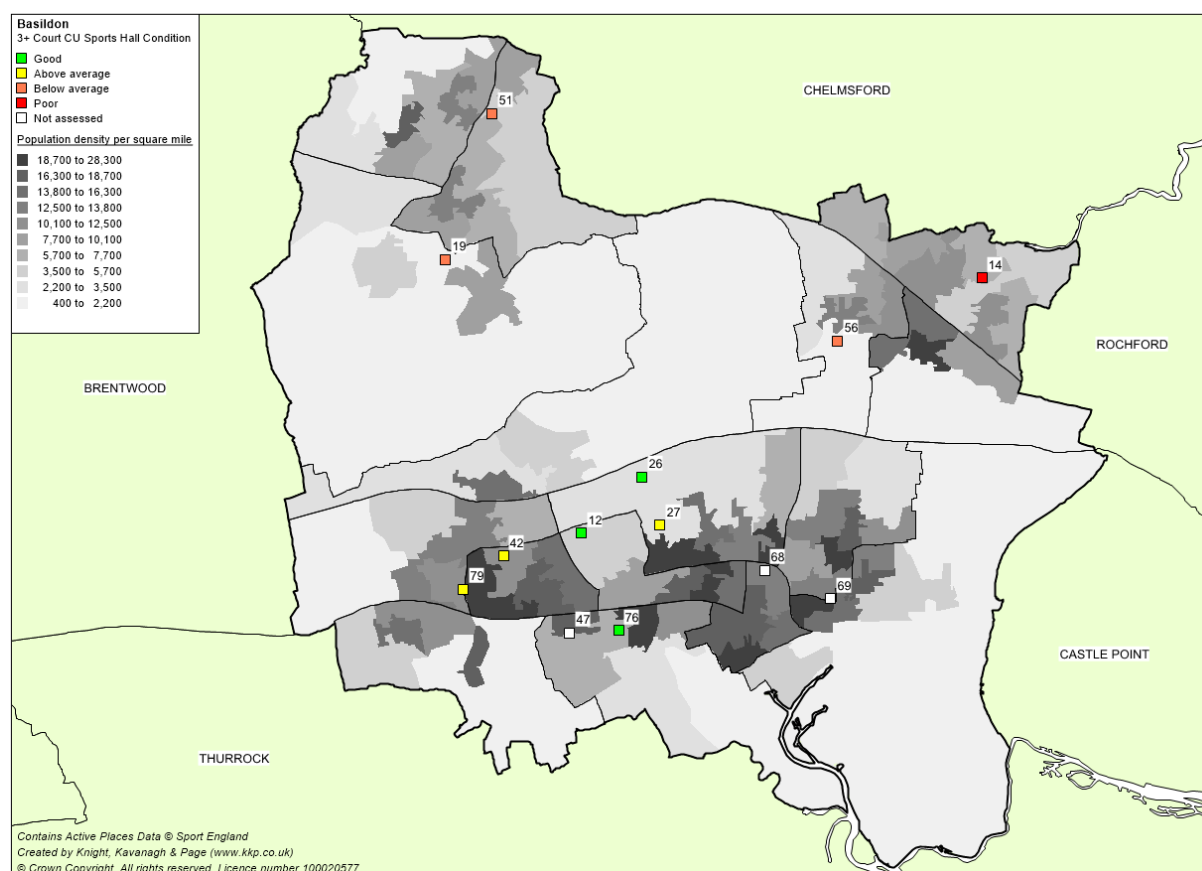 Basildon
3+ Court CU Sports Hall Condition
Good
Above average
Below average
Poor
Not assessed
Population density per square mile
18,700 to 28,300
16,300 to 18,700
13,800 to 16,300
12,500 to 13,800
10,100 to 12,500
7,700 to 10,100
5,700 to 7,700
3,500 to 5,700
2,200 to 3,500
400 to 2,200
CHELMSFORD
51
19
14
56
ROCHFORD
BRENTWOOD
26
27
12
42
68
79
69
47
76
CASTLE POINT
THURROCK
Contains Active Places Data © Sport England
Created by Knight, Kavanagh & Page (www.kkp.co.uk)
© Crown Copyright. All rights reserved. Licence number 100020577